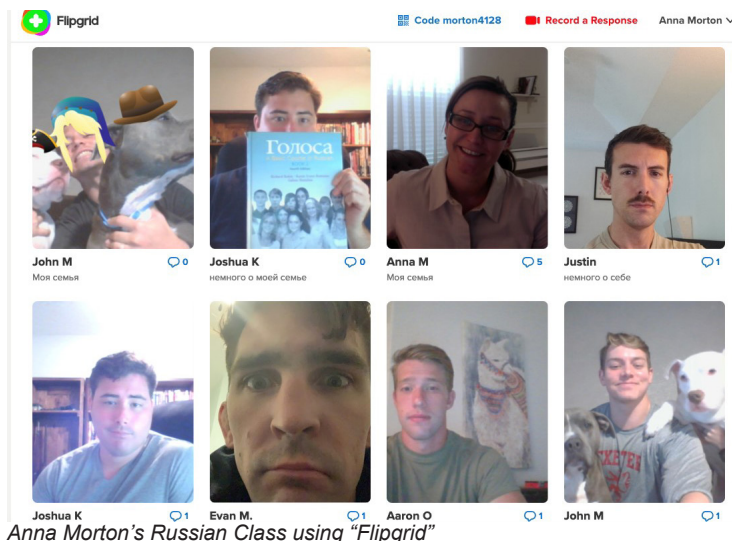 Flipgrid
Code morton4128
Record a Response
Anna Morton
Голоса
John M 0
Joshua K 0
Anna M 5
Justin 1
Моя семья
немного о моей семье
Моя семья
немного о себе
EXETER
Joshua K 1
Evan M. 1
Aaron O 1
John M 1
Anna Morton's Russian Class using “Flipgrid”